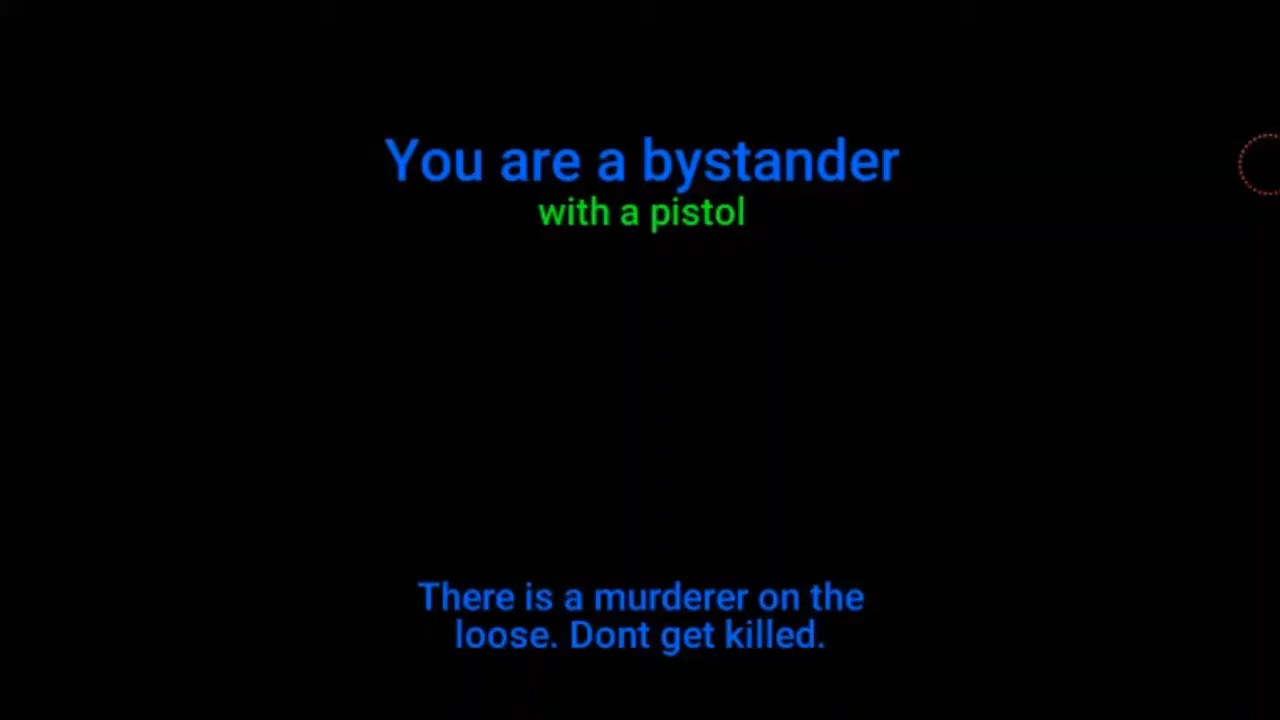 You are a bystander
with a pistol
There is a murderer on the
loose. Dont get killed.